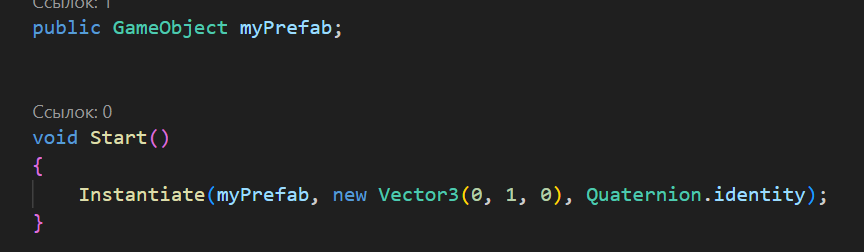 Ссылок: 1
public GameObject myPrefab;
Ссылок: 0
void Start()
{
Instantiate(myPrefab, new Vector3(0, 1, 0), Quaternion.identity);
}